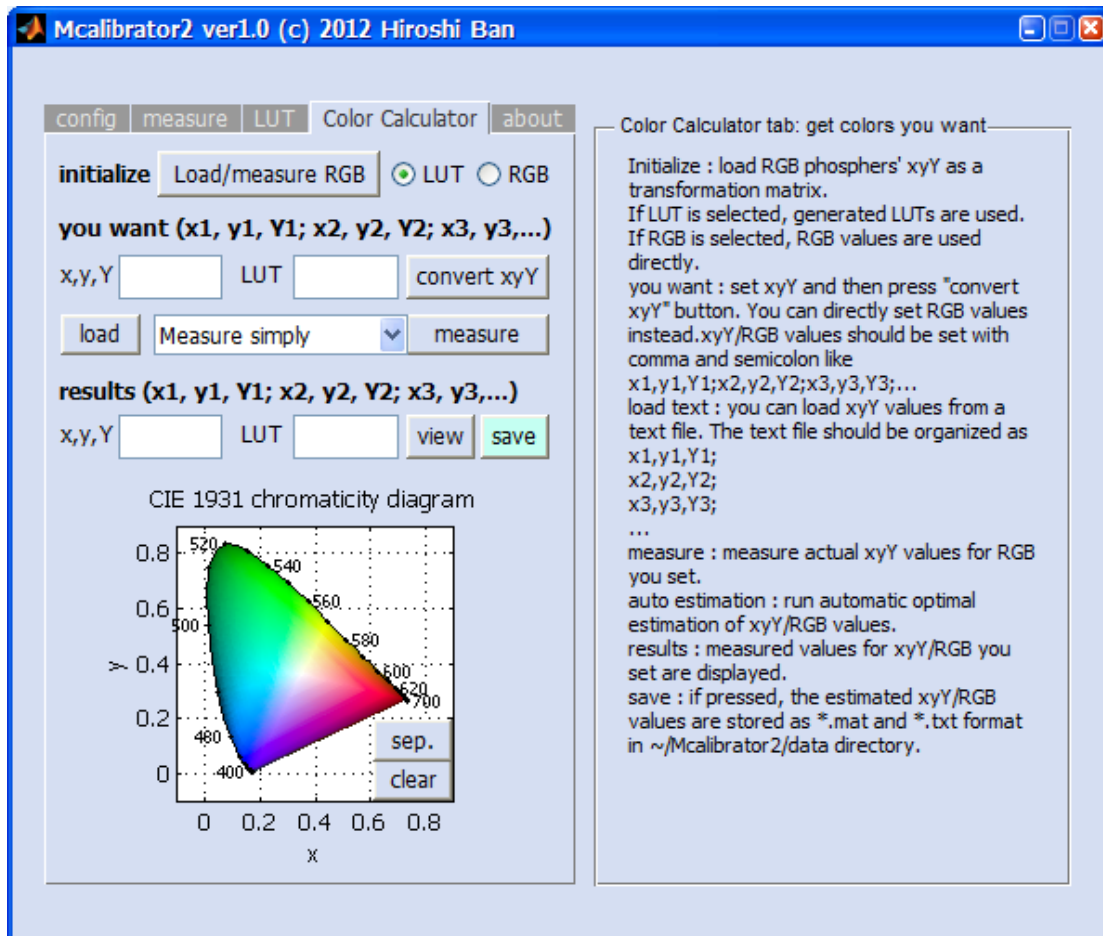 Mcalibrator2 ver1.0 (c) 2012 Hiroshi Ban
config measure LUT Color Calculator about
initialize Load/measure RGB LUT RGB
you want (x1, y1, Y1; x2, y2, Y2; x3, y3,...)
x,y,Y LUT convert xyY
load Measure simply measure
results (x1, y1, Y1; x2, y2, Y2; x3, y3,...)
x,y,Y LUT view save
CIE 1931 chromaticity diagram
0.8
0.6
0.4
0.2
0
y
520
540
560
500
580
600
620
700
480
400
sep.
clear
0 0.2 0.4 0.6 0.8
x
Color Calculator tab: get colors you want
Initialize : load RGB phosphers' xyY as a
transformation matrix.
If LUT is selected, generated LUTs are used.
If RGB is selected, RGB values are used
directly.
you want : set xyY and then press "convert
xyY" button. You can directly set RGB values
instead.xyY/RGB values should be set with
comma and semicolon like
x1,y1,Y1;x2,y2,Y2;x3,y3,Y3;...
load text : you can load xyY values from a
text file. The text file should be organized as
x1,y1,Y1;
x2,y2,Y2;
x3,y3,Y3;
...
measure : measure actual xyY values for RGB
you set.
auto estimation : run automatic optimal
estimation of xyY/RGB values.
results : measured values for xyY/RGB you
set are displayed.
save : if pressed, the estimated xyY/RGB
values are stored as *.mat and *.txt format
in ~/Mcalibrator2/data directory.